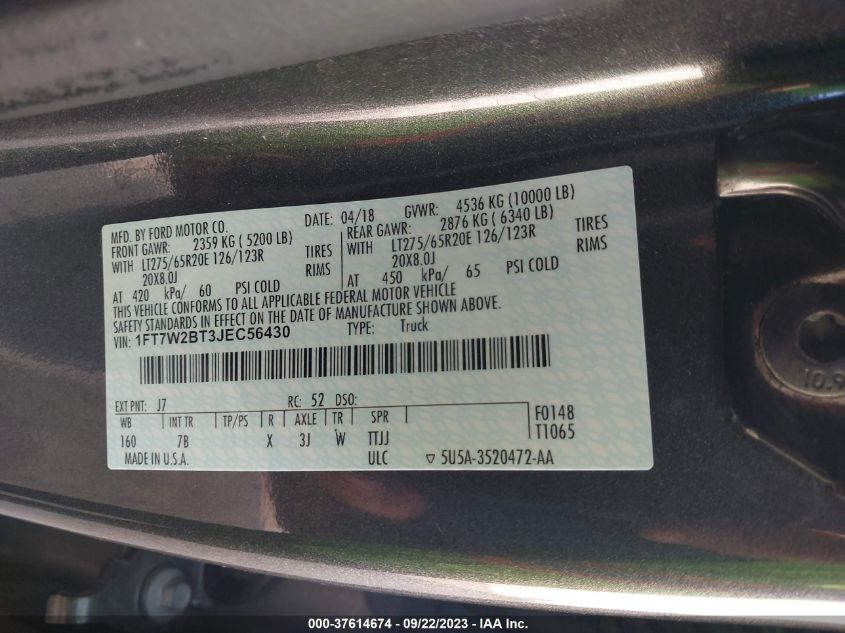 MFD. BY FORD MOTOR CO.
DATE: 04/18 GVWR: 4536 KG (10000 LB)
FRONT GAWR: 2359 KG ( 5200 LB)
REAR GAWR: 2876 KG ( 6340 LB)
WITH LT275/65R20E 126/123R TIRES
WITH LT275/65R20E 126/123R TIRES
20X8.0J RIMS
20X8.0J RIMS
AT 420 kPa/ 60 PSI COLD
AT 450 kPa/ 65 PSI COLD
THIS VEHICLE CONFORMS TO ALL APPLICABLE FEDERAL MOTOR VEHICLE
SAFETY STANDARDS IN EFFECT ON THE DATE OF MANUFACTURE SHOWN ABOVE.
VIN: 1FT7W2BT3JEC56430 TYPE: Truck
EXT PNT: J7 RC: 52 DSO:
WB INT TR TP/PS R AXLE TR SPR
160 7B X 3J W TTJJ
F0148
T1065
MADE IN U.S.A. ULC ▽ 5U5A-3520472-AA
10.9
000-37614674 / 09/22/2023 - IAA Inc.